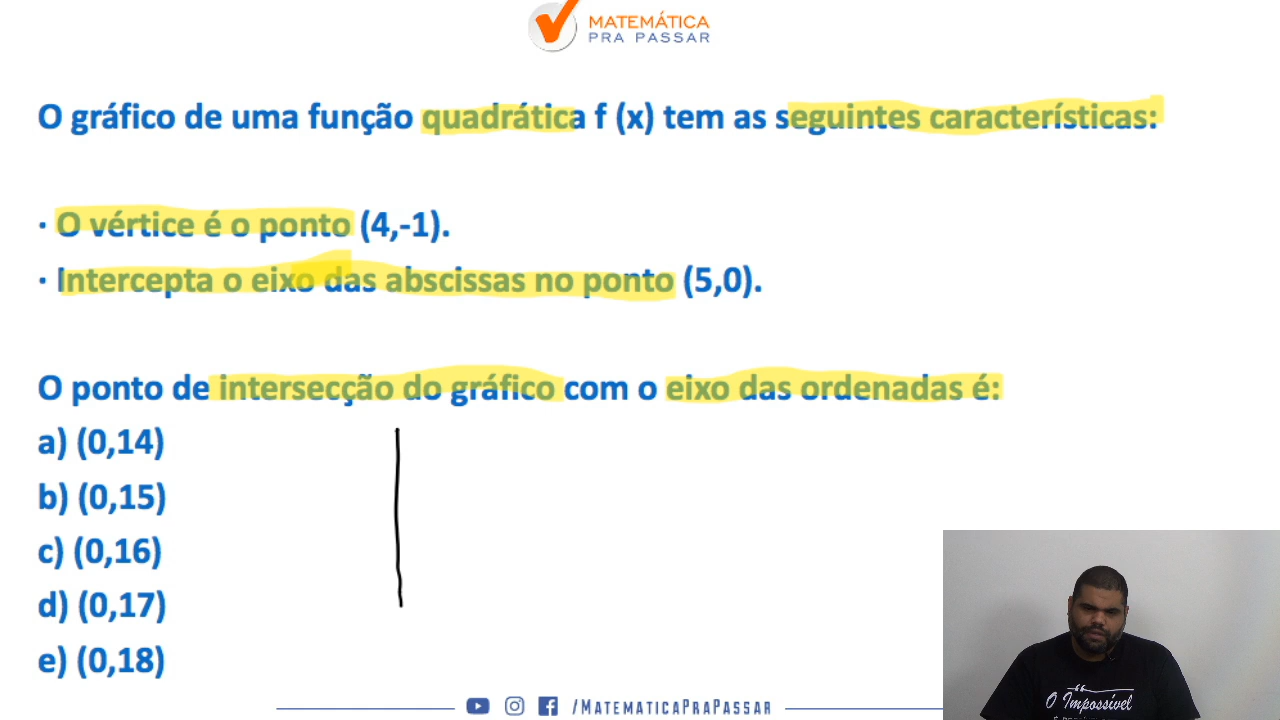 MATEMÁTICA
PRA PASSAR
O gráfico de uma função quadrática f (x) tem as seguintes características:
· O vértice é o ponto (4,-1).
· Intercepta o eixo das abscissas no ponto (5,0).
O ponto de intersecção do gráfico com o eixo das ordenadas é:
a) (0,14)
b) (0,15)
c) (0,16)
d) (0,17)
e) (0,18)
O Impossível
/MatematicaPraPassar